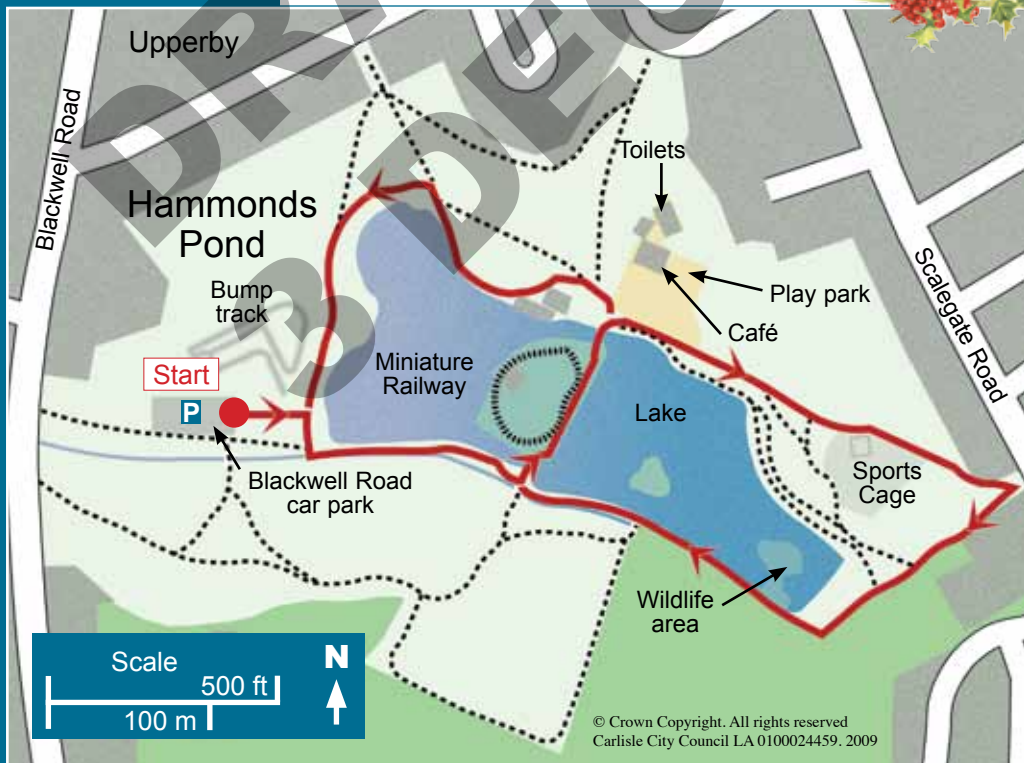 Upperby
Blackwell Road
Hammonds
Pond
Toilets
Bump
track
Play park
Café
Scalegate Road
Start
P
Miniature
Railway
Lake
Blackwell Road
car park
Sports
Cage
Wildlife
area
Scale
500 ft
100 m
N
© Crown Copyright. All rights reserved
Carlisle City Council LA 0100024459. 2009